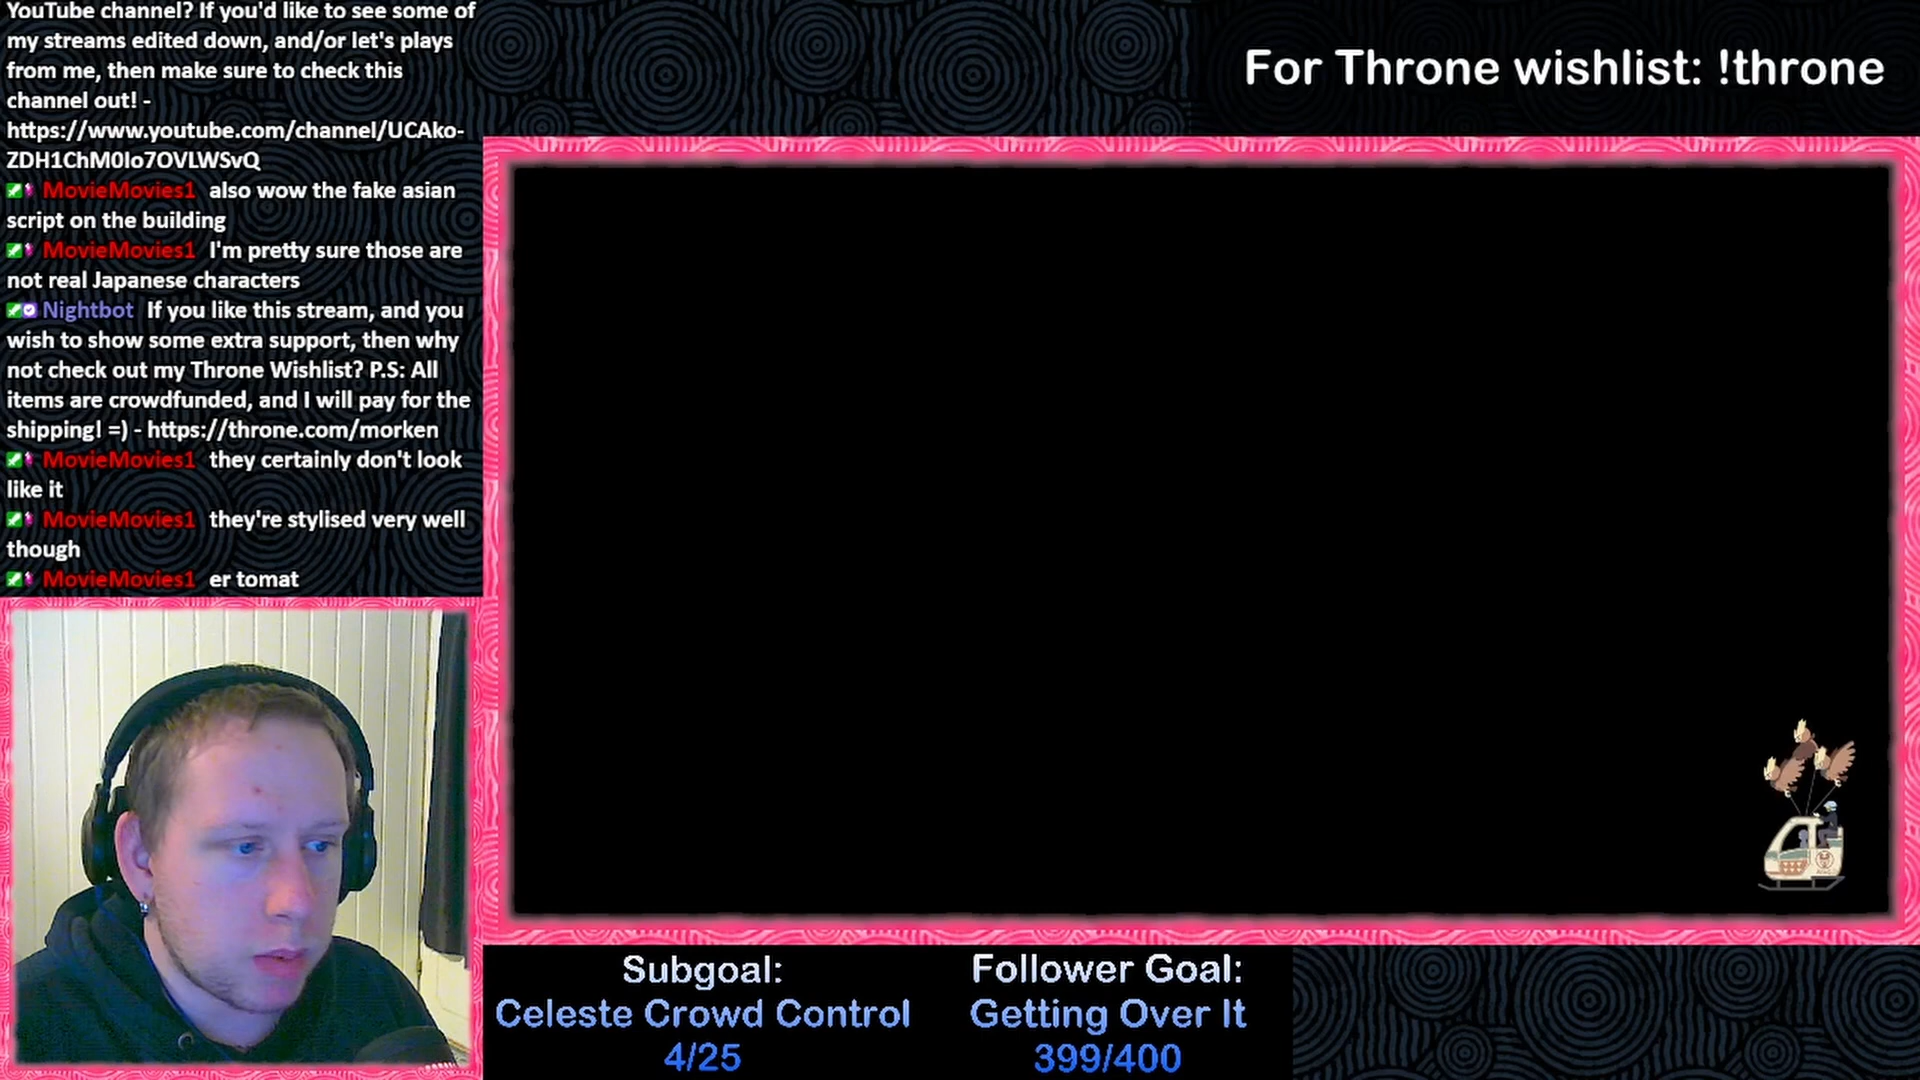 YouTube channel? If you'd like to see some of
my streams edited down, and/or let's plays
from me, then make sure to check this
channel out! -
https://www.youtube.com/channel/UCAko-
ZDH1ChM0Io7OVLWSvQ
MovieMovies1 also wow the fake asian
script on the building
MovieMovies1 I'm pretty sure those are
not real Japanese characters
Nightbot If you like this stream, and you
wish to show some extra support, then why
not check out my Throne Wishlist? P.S: All
items are crowdfunded, and I will pay for the
shipping! =) - https://throne.com/morken
MovieMovies1 they certainly don't look
like it
MovieMovies1 they're stylised very well
though
MovieMovies1 er tomat
For Throne wishlist: !throne
Subgoal:
Celeste Crowd Control
4/25
Follower Goal:
Getting Over It
399/400